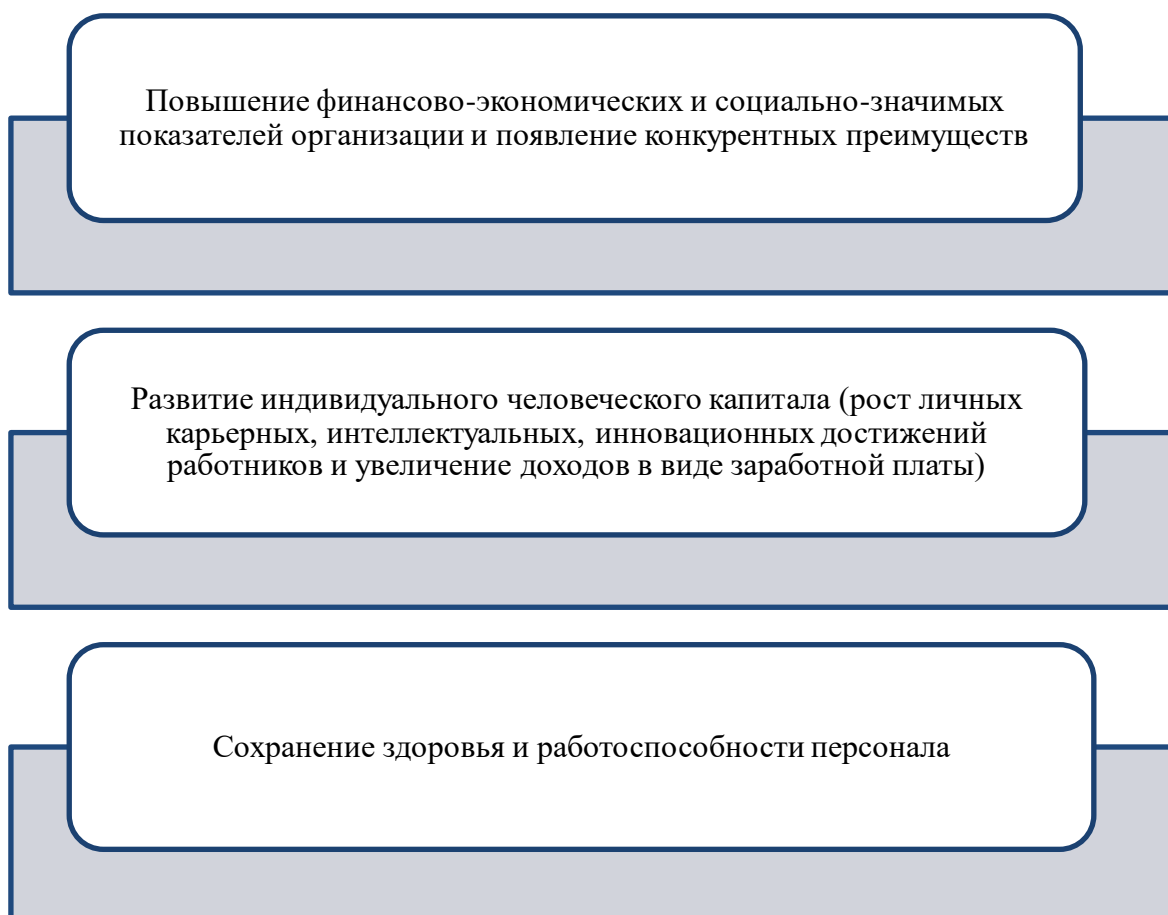 Повышение финансово-экономических и социально-значимых
показателей организации и появление конкурентных преимуществ
Развитие индивидуального человеческого капитала (рост личных
карьерных, интеллектуальных, инновационных достижений
работников и увеличение доходов в виде заработной платы)
Сохранение здоровья и работоспособности персонала